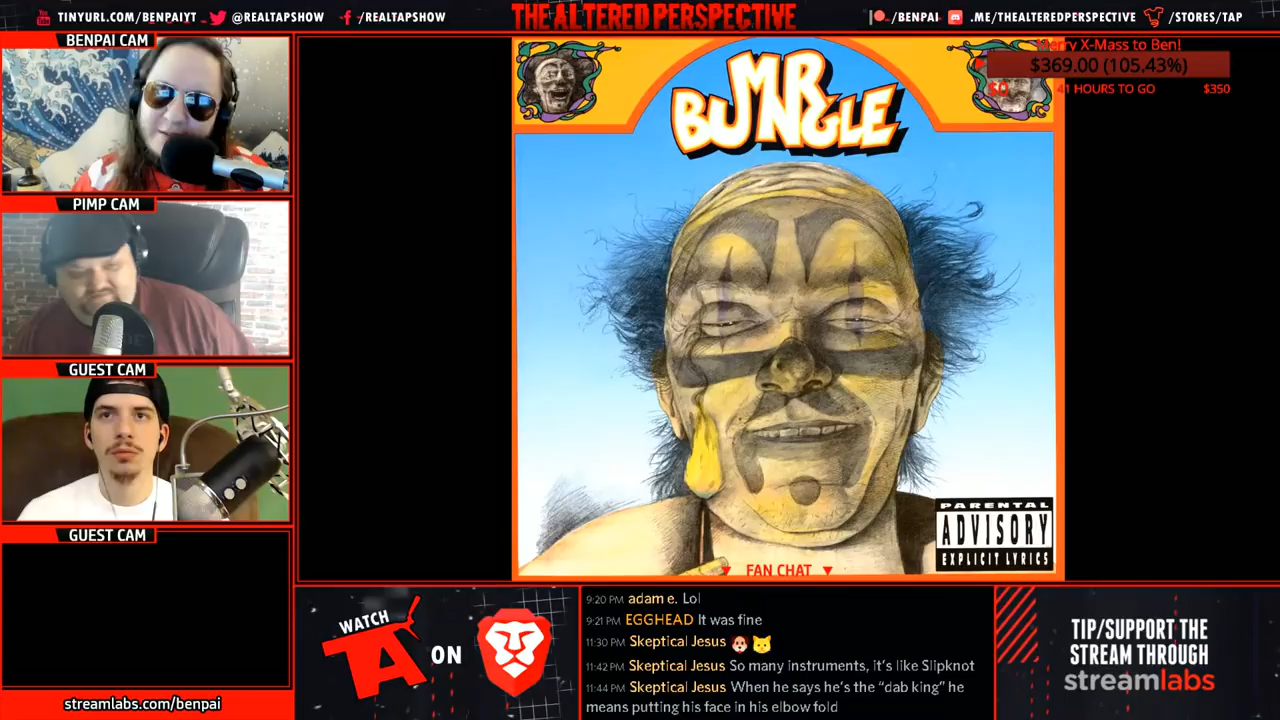 TINYURL.COM/BENPAIYT @REALTAPSHOW /REALTAPSHOW
THE ALTERED PERSPECTIVE
/BENPAI .ME/THEALTEREDPERSPECTIVE /STORES/TAP
BENPAI CAM
PIMP CAM
GUEST CAM
GUEST CAM
streamlabs.com/benpai
MR
BUNGLE
Merry X-Mass to Ben!
$369.00 (105.43%)
$0 41 HOURS TO GO $350
PARENTAL
ADVISORY
EXPLICIT LYRICS
FAN CHAT
WATCH
ON
9:20 PM adam e. Lol
9:21 PM EGGHEAD It was fine
11:30 PM Skeptical Jesus
11:42 PM Skeptical Jesus So many instruments, it's like Slipknot
11:44 PM Skeptical Jesus When he says he's the “dab king” he
means putting his face in his elbow fold
TIP/SUPPORT THE
STREAM THROUGH
streamlabs